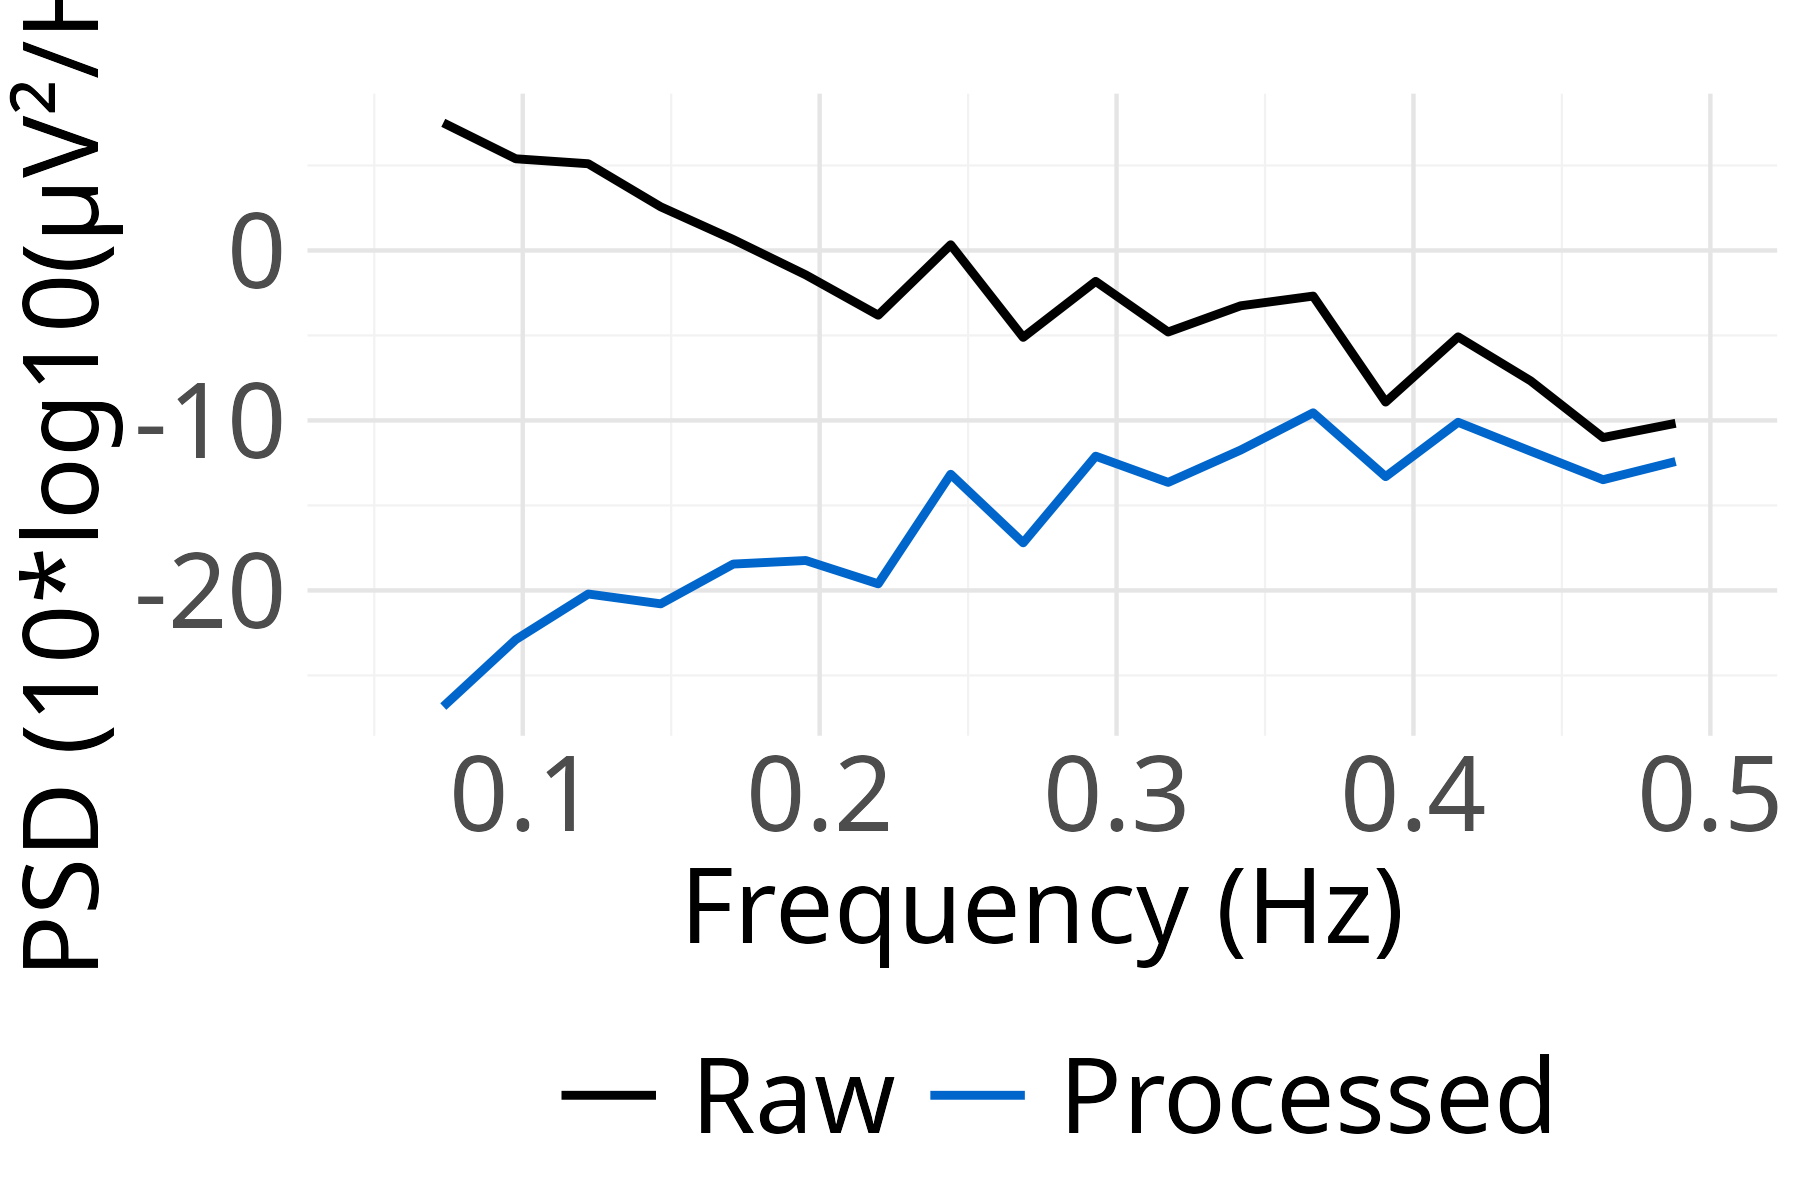 PSD (10*log10(μV²/H
0
-10
-20
0.1 0.2 0.3 0.4 0.5
Frequency (Hz)
Raw Processed